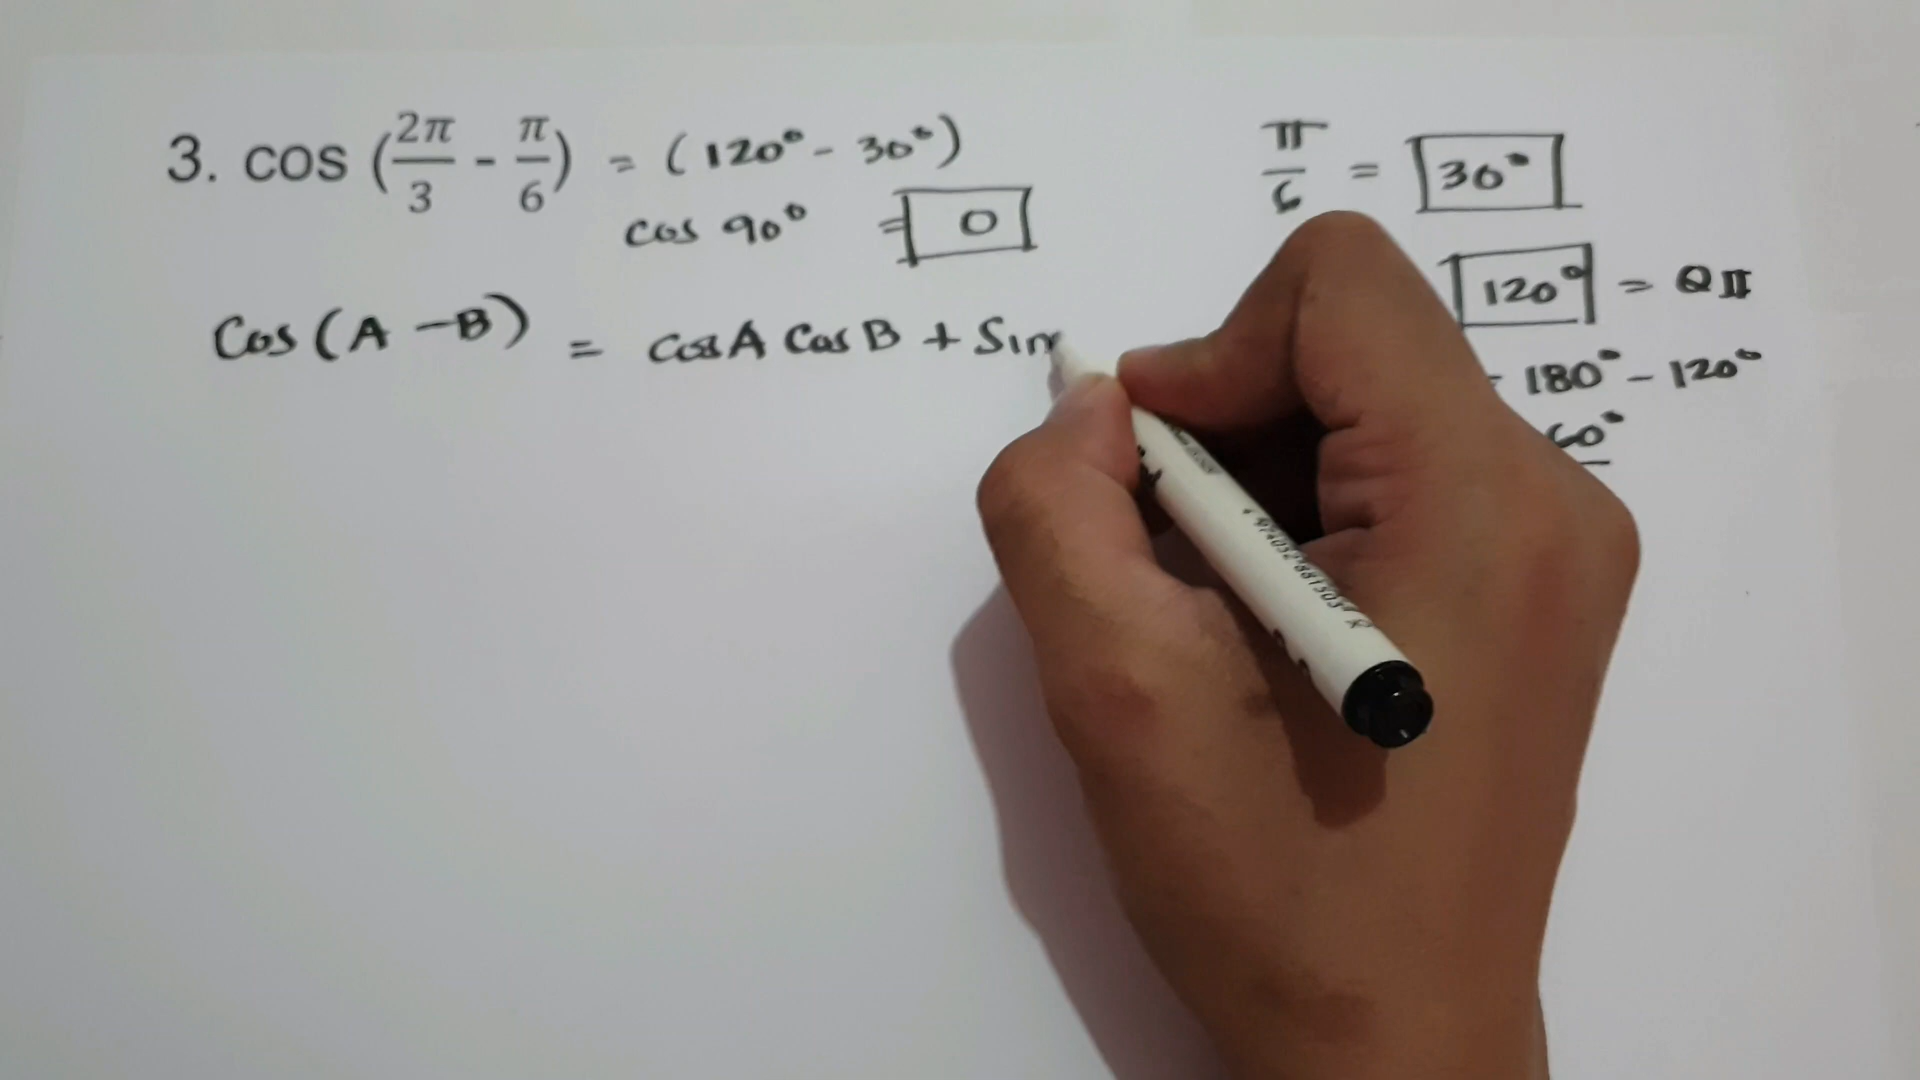 3. cos (2π/3 - π/6) = (120° - 30°)
cos 90° = 0
Cos (A - B) = cos A Cos B + Sin
π/6 = 30°
120° = QII
180° - 120°
60°